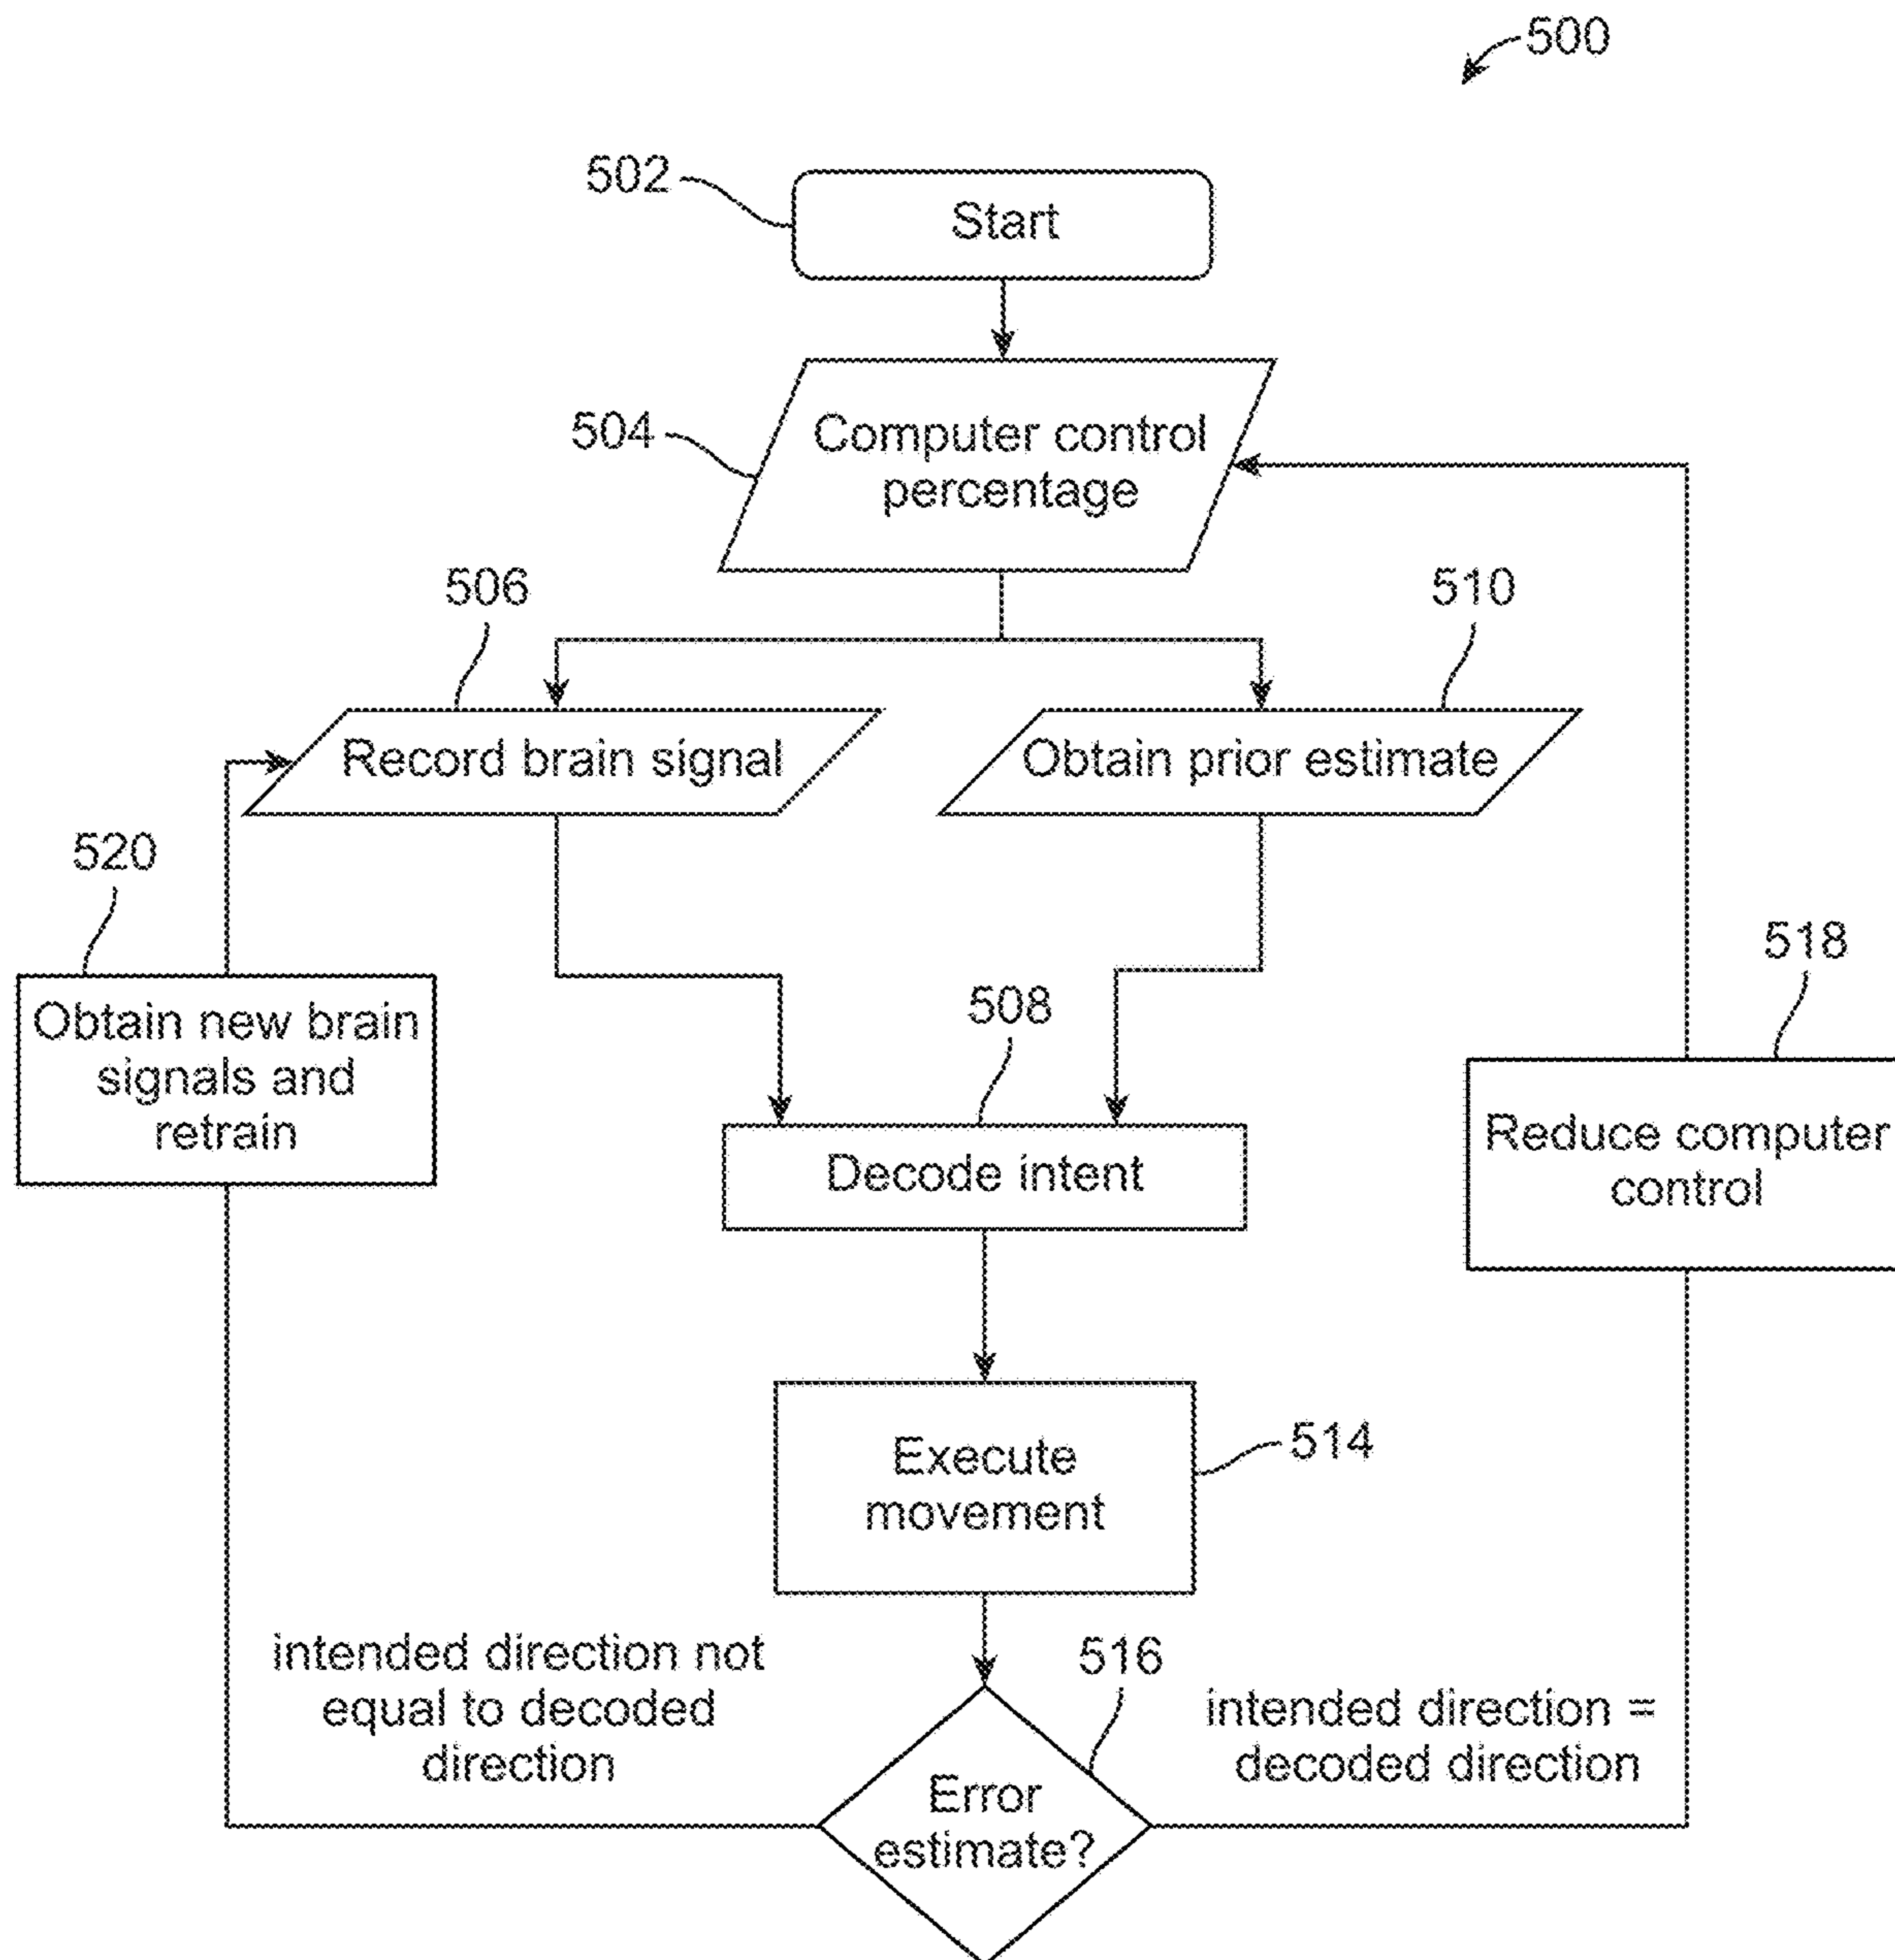 500
502
Start
504
Computer control
percentage
506
510
Record brain signal
Obtain prior estimate
520
Obtain new brain
signals and
retrain
508
518
Decode intent
Reduce computer
control
Execute
movement
514
intended direction not
equal to decoded
direction
516
intended direction =
decoded direction
Error
estimate?